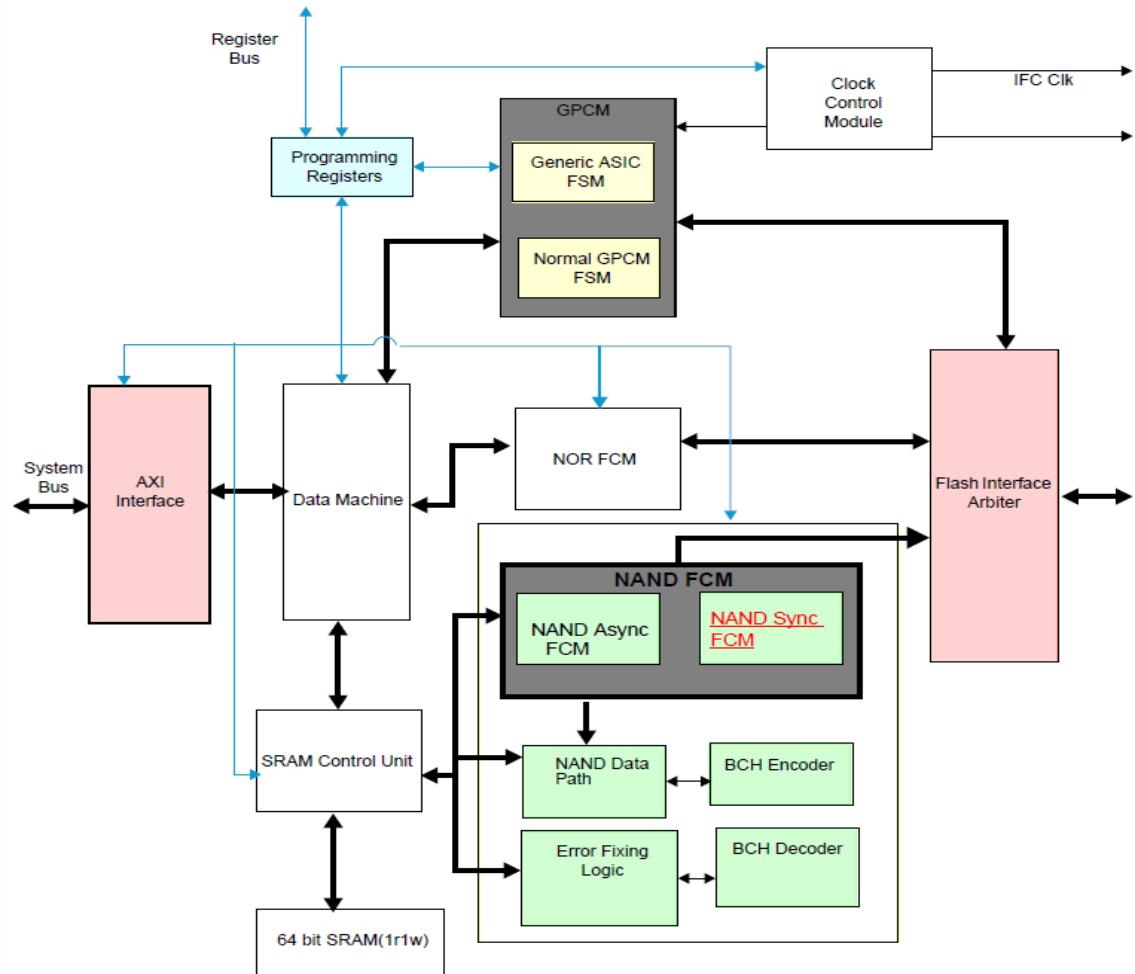 Register
Bus
Clock
Control
Module
IFC Clk
GPCM
Programming
Registers
Generic ASIC
FSM
Normal GPCM
FSM
System
Bus
AXI
Interface
Data Machine
NOR FCM
Flash Interface
Arbiter
NAND FCM
NAND Async
FCM
NAND Sync
FCM
SRAM Control Unit
NAND Data
Path
BCH Encoder
Error Fixing
Logic
BCH Decoder
64 bit SRAM(1r1w)